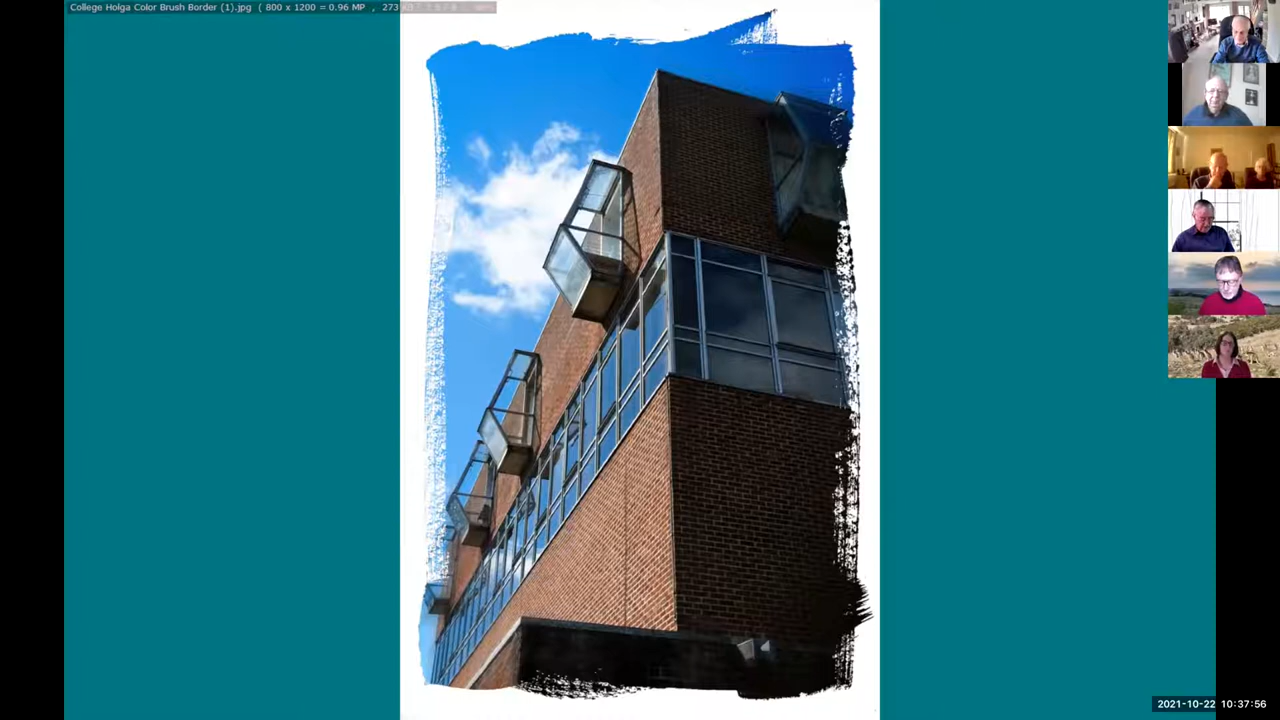 College Holga Color Brush Border (1).jpg ( 800 x 1200 = 0.96 MP , 273
2021-10-22 10:37:56